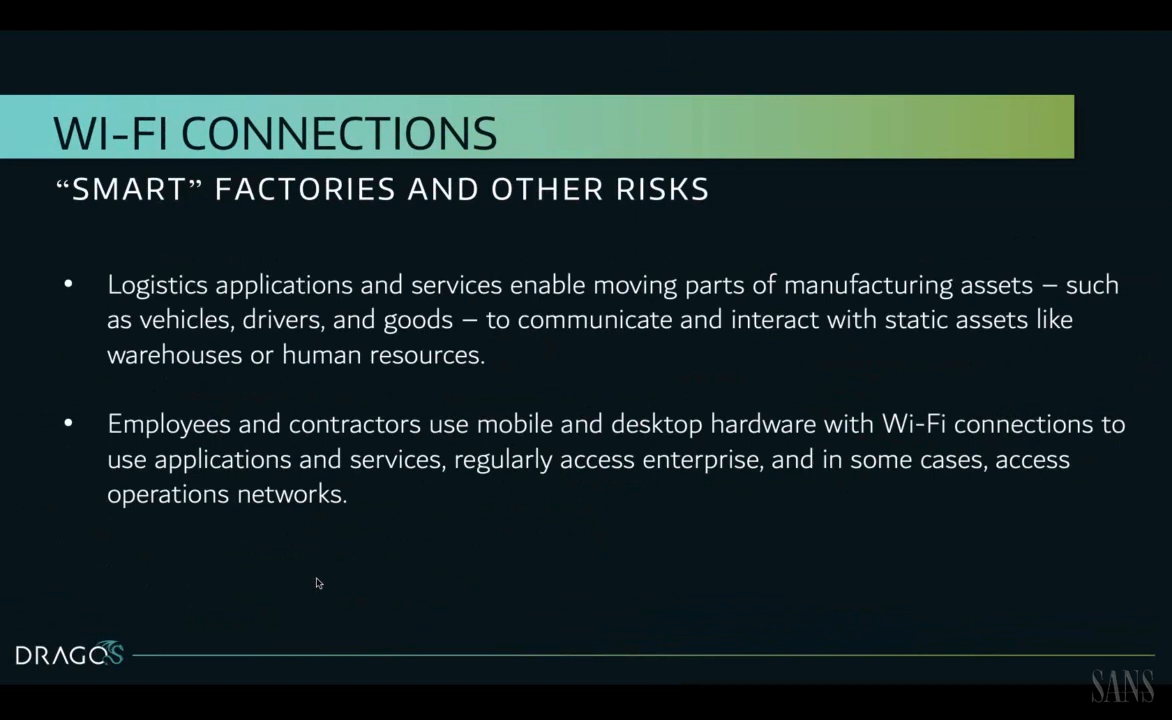 WI-FI CONNECTIONS
“SMART” FACTORIES AND OTHER RISKS
• Logistics applications and services enable moving parts of manufacturing assets – such
as vehicles, drivers, and goods – to communicate and interact with static assets like
warehouses or human resources.
• Employees and contractors use mobile and desktop hardware with Wi-Fi connections to
use applications and services, regularly access enterprise, and in some cases, access
operations networks.
DRAGOS
SANS